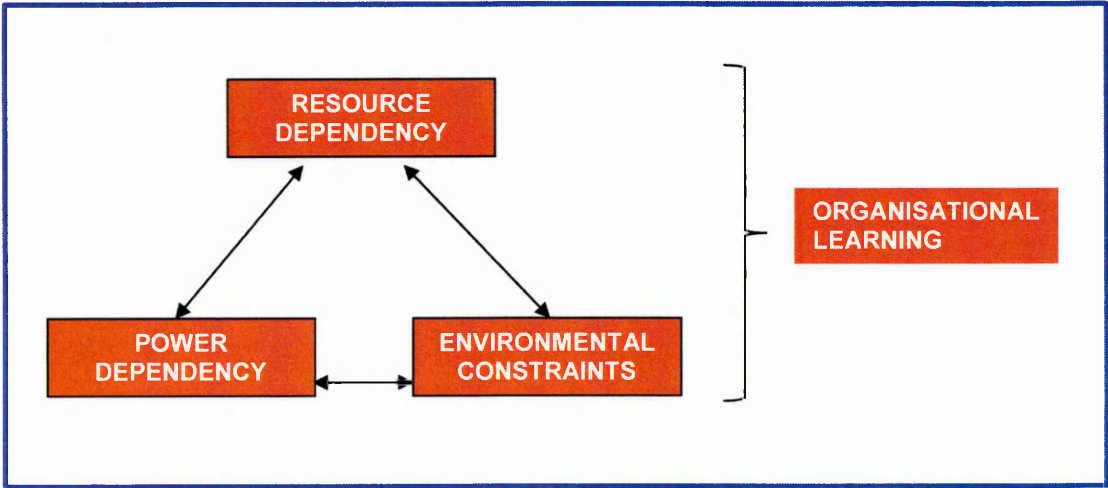 RESOURCE
DEPENDENCY
ORGANISATIONAL
LEARNING
POWER
DEPENDENCY
ENVIRONMENTAL
CONSTRAINTS